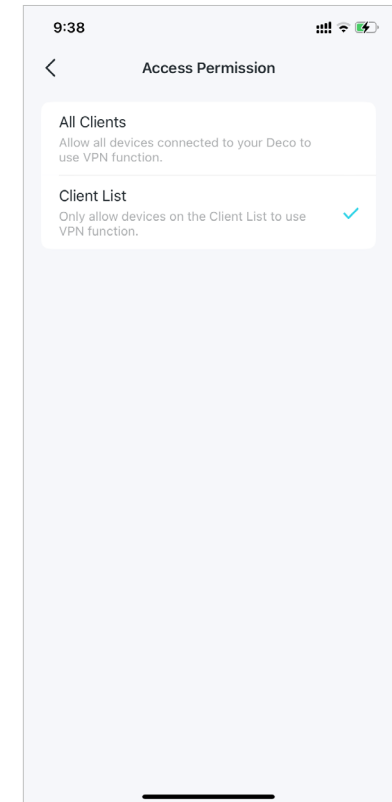 9:38
Access Permission
All Clients
Allow all devices connected to your Deco to
use VPN function.
Client List
Only allow devices on the Client List to use
VPN function.